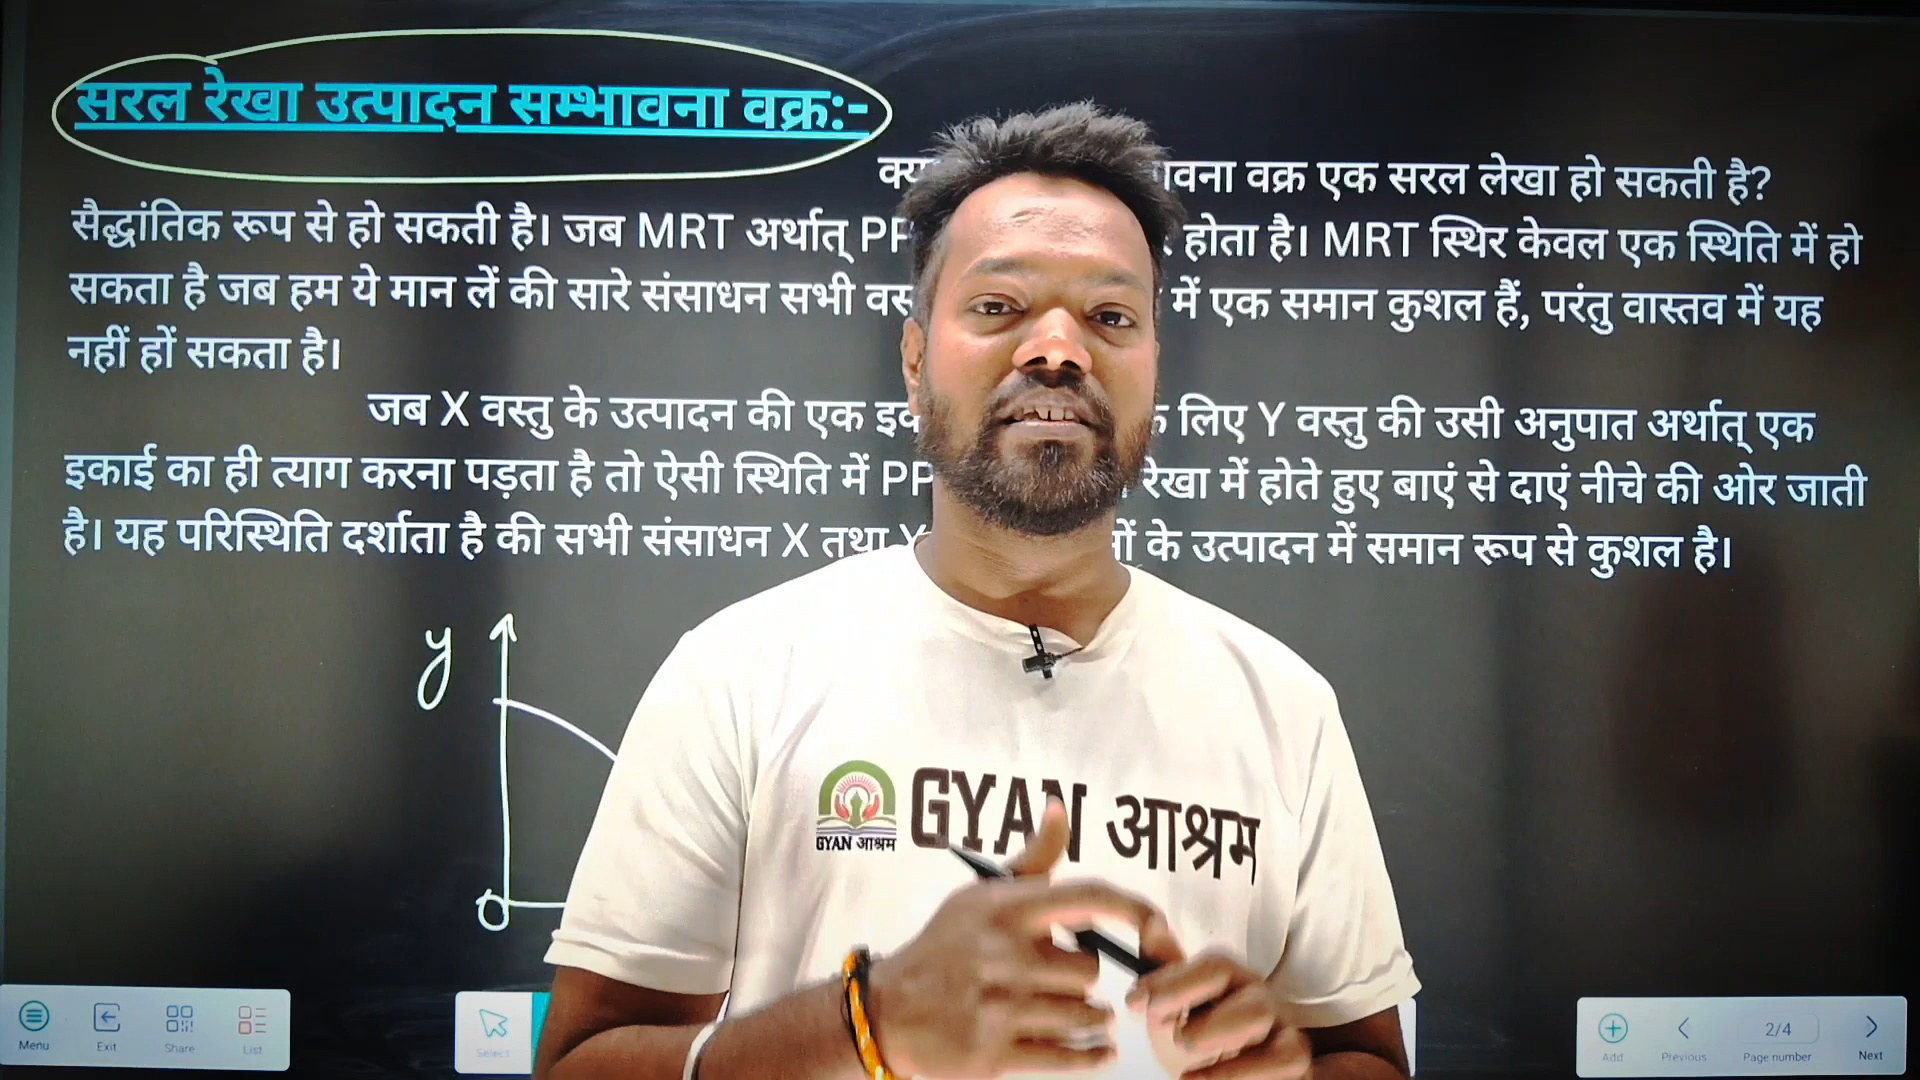 सरल रेखा उत्पादन सम्भावना वक्र:-
वक्र एक सरल लेखा हो सकती है?
सैद्धांतिक रूप से हो सकती है। जब MRT अर्थात् होता है। MRT स्थिर केवल एक स्थिति में हो
सकता है जब हम ये मान लें की सारे संसाधन सभी में एक समान कुशल हैं, परंतु वास्तव में यह
नहीं हों सकता है।
जब X वस्तु के उत्पादन की एक लिए Y वस्तु की उसी अनुपात अर्थात् एक
इकाई का ही त्याग करना पड़ता है तो ऐसी स्थिति में रेखा में होते हुए बाएं से दाएं नीचे की ओर जाती
है। यह परिस्थिति दर्शाता है की सभी संसाधन X तथा Y के उत्पादन में समान रूप से कुशल है।
y
O
GYAN आश्रम
GYAN आश्रम
Menu Exit Share List Select Add Previous 2/4 Page number Next